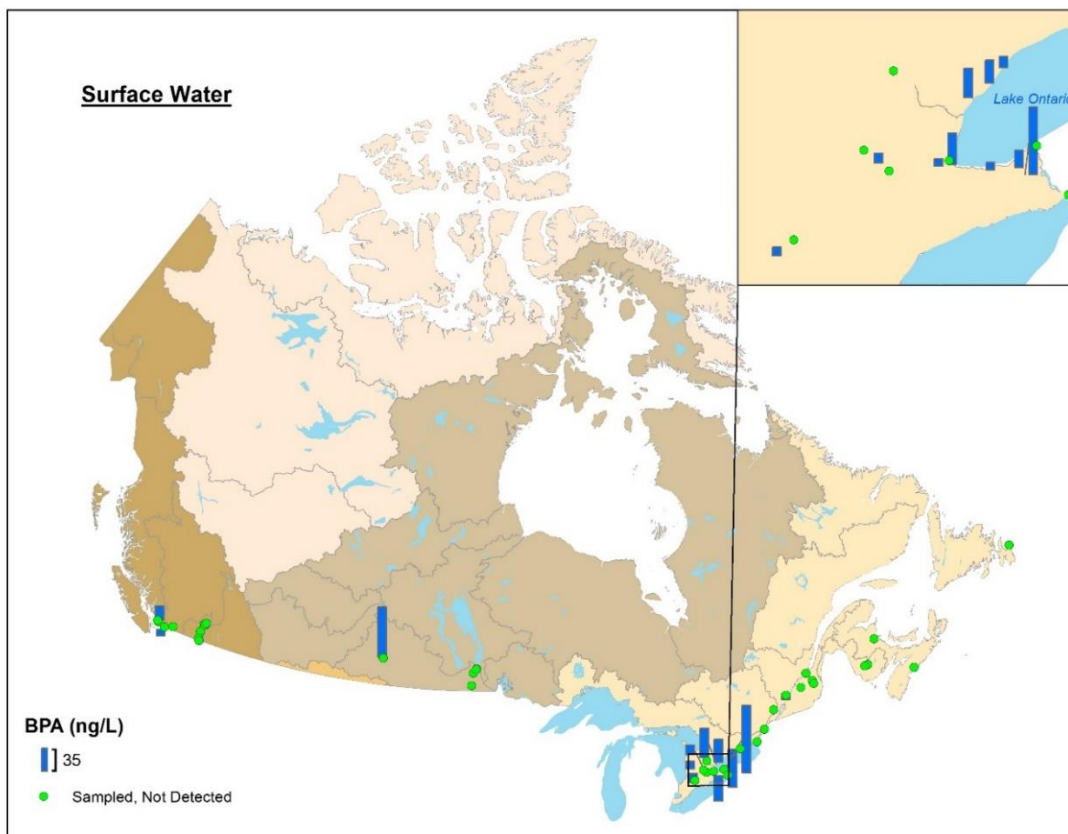 Surface Water
Lake Ontario
BPA (ng/L)
35
Sampled, Not Detected